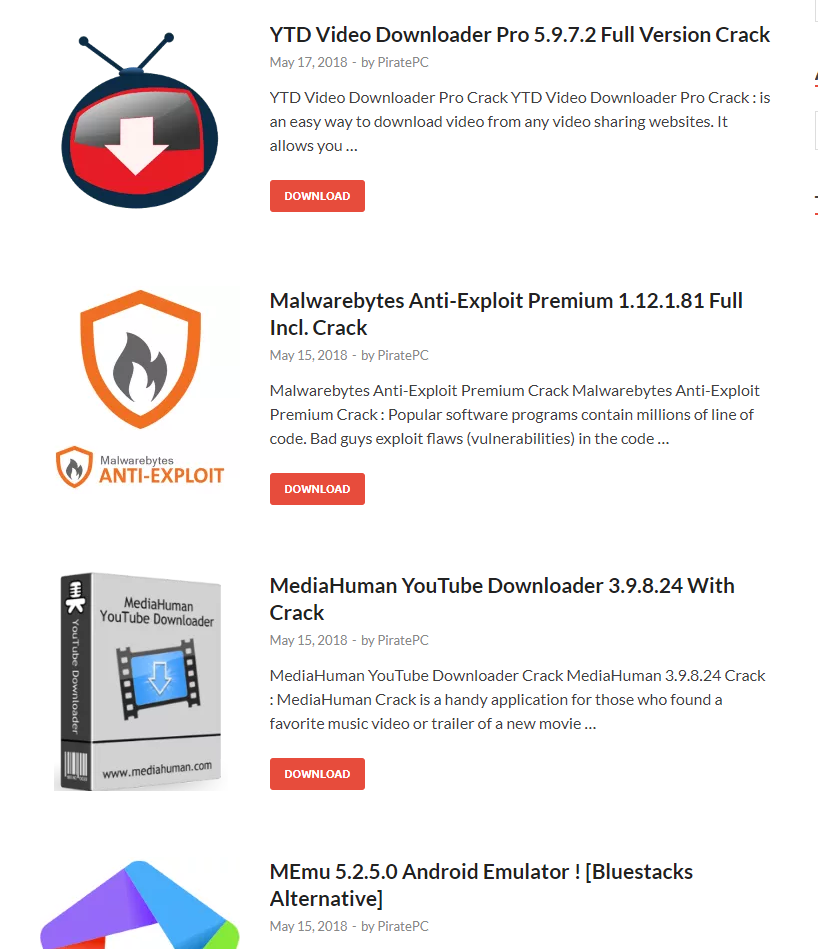 YTD Video Downloader Pro 5.9.7.2 Full Version Crack
May 17, 2018 - by PiratePC
YTD Video Downloader Pro Crack YTD Video Downloader Pro Crack : is
an easy way to download video from any video sharing websites. It
allows you ...
DOWNLOAD
Malwarebytes Anti-Exploit Premium 1.12.1.81 Full
Incl. Crack
May 15, 2018 - by PiratePC
Malwarebytes Anti-Exploit Premium Crack Malwarebytes Anti-Exploit
Premium Crack : Popular software programs contain millions of line of
code. Bad guys exploit flaws (vulnerabilities) in the code ...
Malwarebytes
ANTI-EXPLOIT
DOWNLOAD
MediaHuman YouTube Downloader 3.9.8.24 With
Crack
May 15, 2018 - by PiratePC
MediaHuman YouTube Downloader Crack MediaHuman 3.9.8.24 Crack
: MediaHuman Crack is a handy application for those who found a
favorite music video or trailer of a new movie ...
MediaHuman
YouTube Downloader
YouTube Downloader
www.mediahuman.com
DOWNLOAD
MEmu 5.2.5.0 Android Emulator ! [Bluestacks
Alternative]
May 15, 2018 - by PiratePC